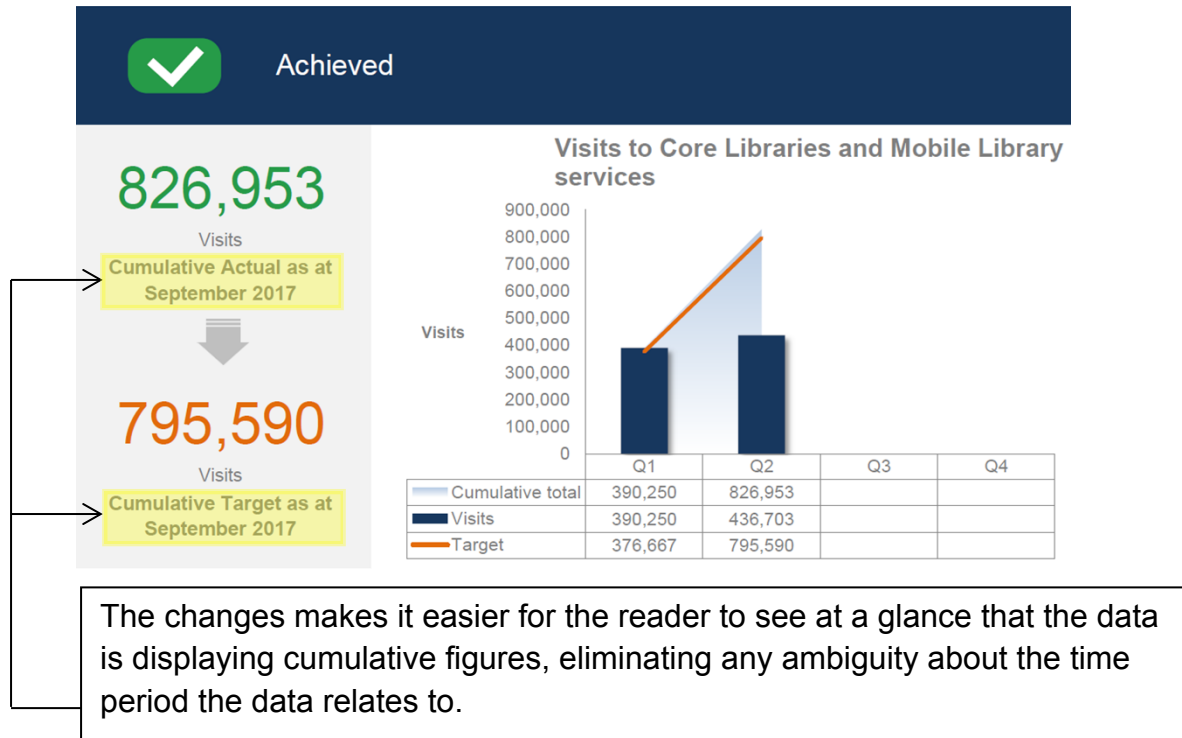 Achieved
826,953
Visits
Cumulative Actual as at
September 2017
795,590
Visits
Cumulative Target as at
September 2017
Visits to Core Libraries and Mobile Library
services
900,000
800,000
700,000
600,000
500,000
400,000
300,000
200,000
100,000
0
Visits
Q1 Q2 Q3 Q4
Cumulative total 390,250 826,953
Visits 390,250 436,703
Target 376,667 795,590
The changes makes it easier for the reader to see at a glance that the data
is displaying cumulative figures, eliminating any ambiguity about the time
period the data relates to.